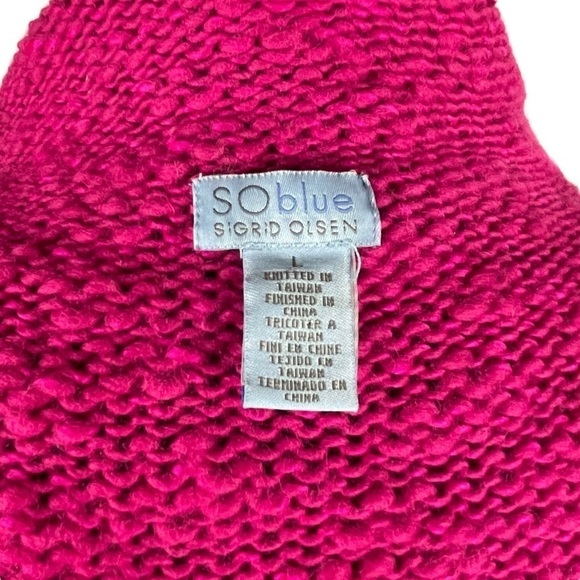 SOblue
SIGRID OLSEN
L
KNITTED IN
TAIWAN
FINISHED IN
CHINA
TRICOTER A
TAIWAN
FINI EN CHINE
TEJIDO EN
TAIWAN
TERMINADO EN
CHINA